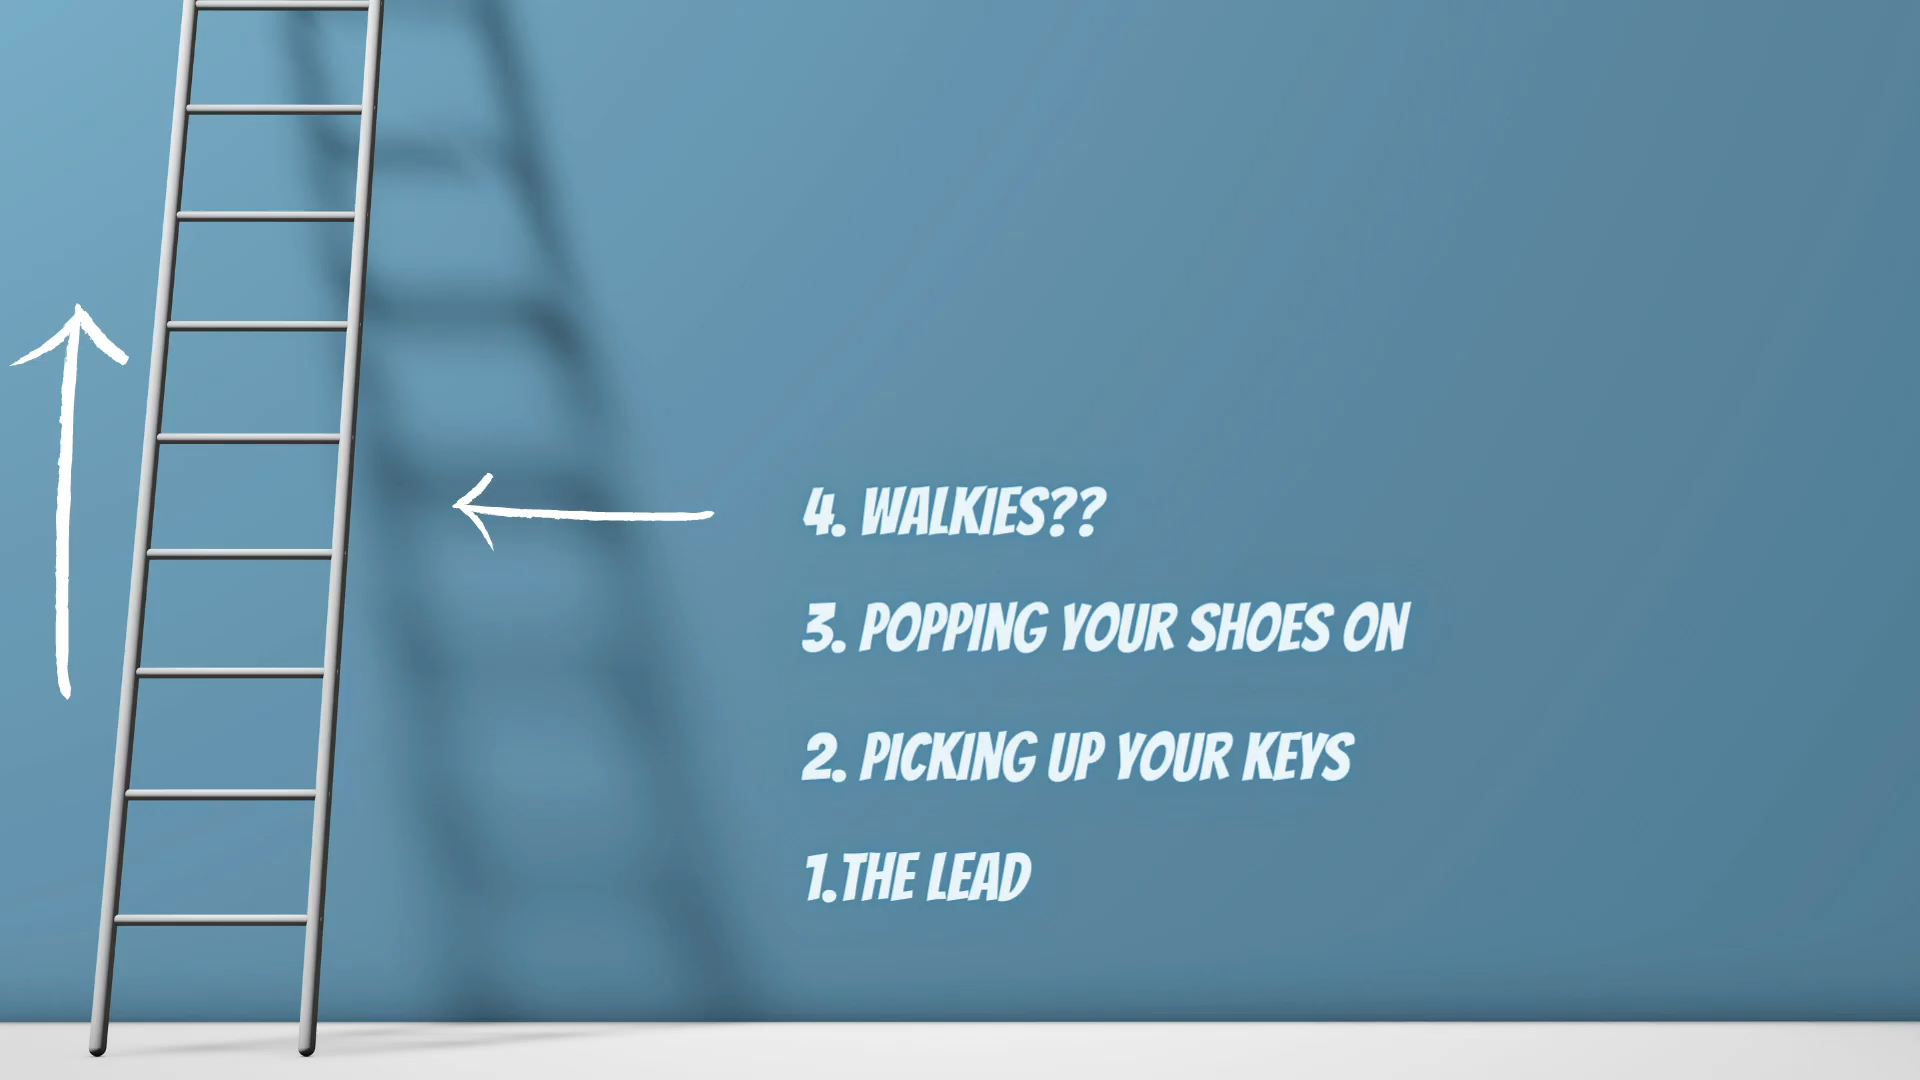 4. WALKIES??
3. POPPING YOUR SHOES ON
2. PICKING UP YOUR KEYS
1.THE LEAD